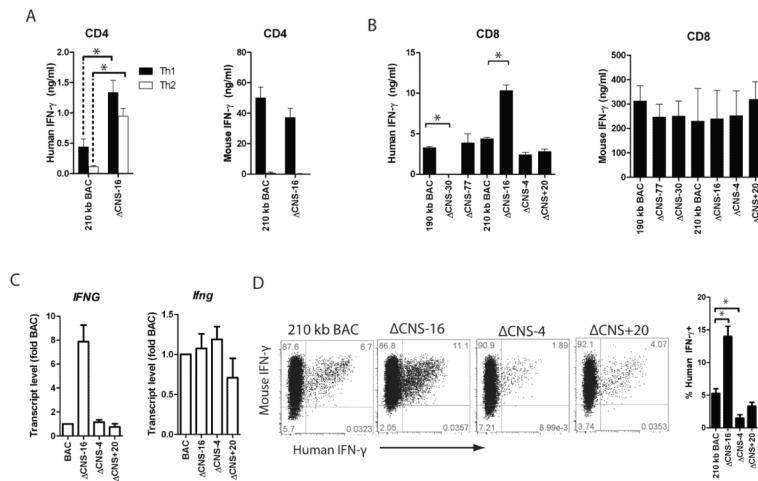 A
CD4
Human IFN-γ (ng/ml)
2.0
1.5
1.0
0.5
0.0
*
*
Th1
Th2
210 kb BAC
ΔCNS-16
CD4
Mouse IFN-γ (ng/ml)
80
60
40
20
0
210 kb BAC
ΔCNS-16
B
CD8
Human IFN-γ (ng/ml)
15
10
5
0
*
*
190 kb BAC
ΔCNS-30
ΔCNS-77
210 kb BAC
ΔCNS-16
ΔCNS-4
ΔCNS+20
CD8
Mouse IFN-γ (ng/ml)
500
400
300
200
100
0
190 kb BAC
ΔCNS-77
ΔCNS-30
210 kb BAC
ΔCNS-16
ΔCNS-4
ΔCNS+20
C
IFNG
Transcript level (fold BAC)
10
8
6
4
2
0
BAC
ΔCNS-16
ΔCNS-4
ΔCNS+20
Ifng
Transcript level (fold BAC)
1.5
1.0
0.5
0.0
BAC
ΔCNS-16
ΔCNS-4
ΔCNS+20
D
210 kb BAC
ΔCNS-16
ΔCNS-4
ΔCNS+20
Mouse IFN-γ
87.6 6.7
5.7 0.0323
86.8 11.1
2.05 0.0357
90.9 1.89
7.21 8.99e-3
92.1 4.07
3.74 0.0353
Human IFN-γ
% Human IFN-γ+
20
15
10
5
0
*
*
210 kb BAC
ΔCNS-16
ΔCNS-4
ΔCNS+20